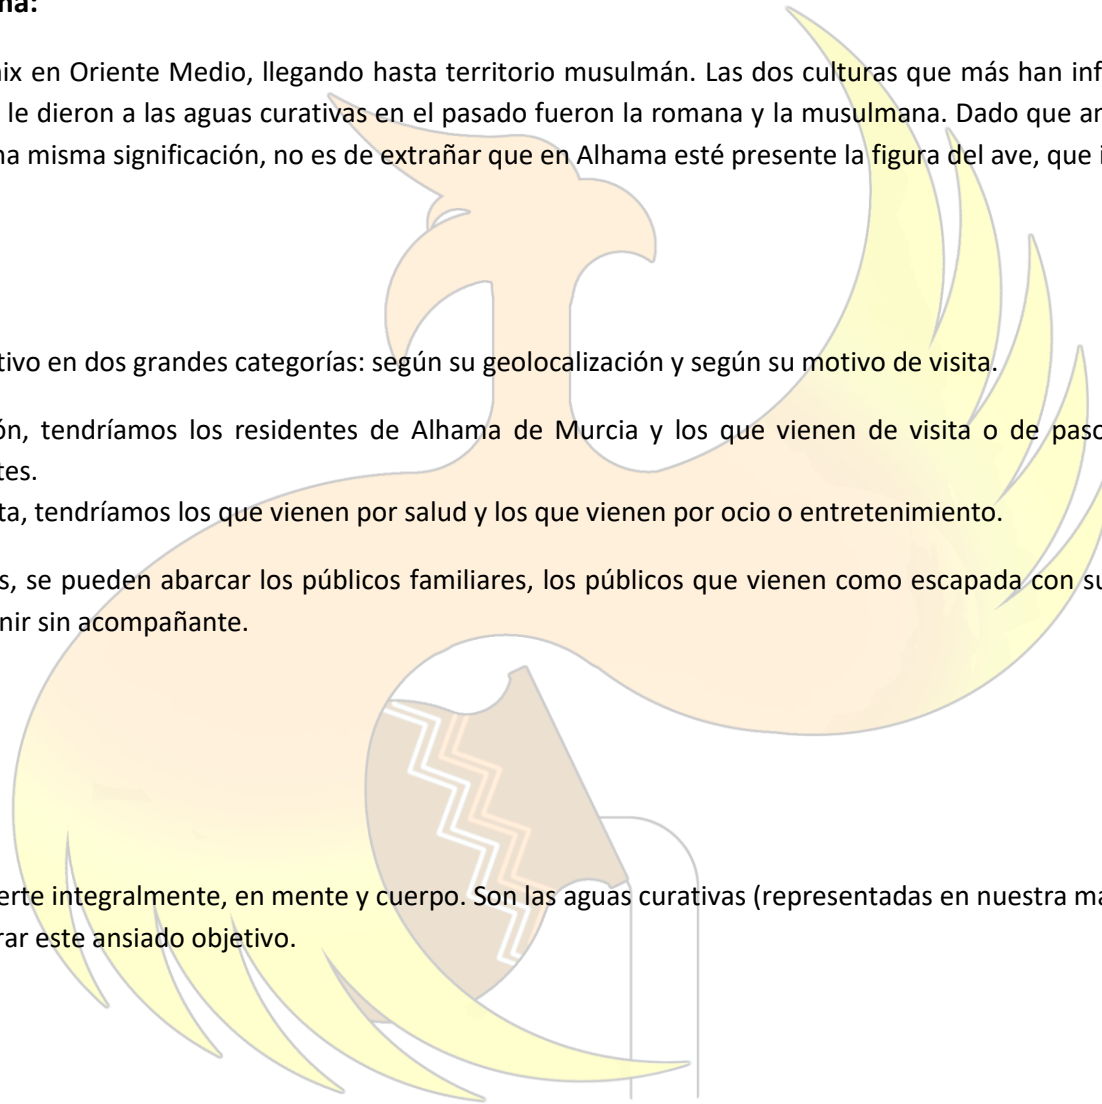 na:
ix en Oriente Medio, llegando hasta territorio musulmán. Las dos culturas que más han inf
le dieron a las aguas curativas en el pasado fueron la romana y la musulmana. Dado que a
na misma significación, no es de extrañar que en Alhama esté presente la figura del ave, que i
tivo en dos grandes categorías: según su geolocalización y según su motivo de visita.
ón, tendríamos los residentes de Alhama de Murcia y los que vienen de visita o de paso
tes.
ta, tendríamos los que vienen por salud y los que vienen por ocio o entretenimiento.
s, se pueden abarcar los públicos familiares, los públicos que vienen como escapada con su
nir sin acompañante.
erte integralmente, en mente y cuerpo. Son las aguas curativas (representadas en nuestra ma
rar este ansiado objetivo.